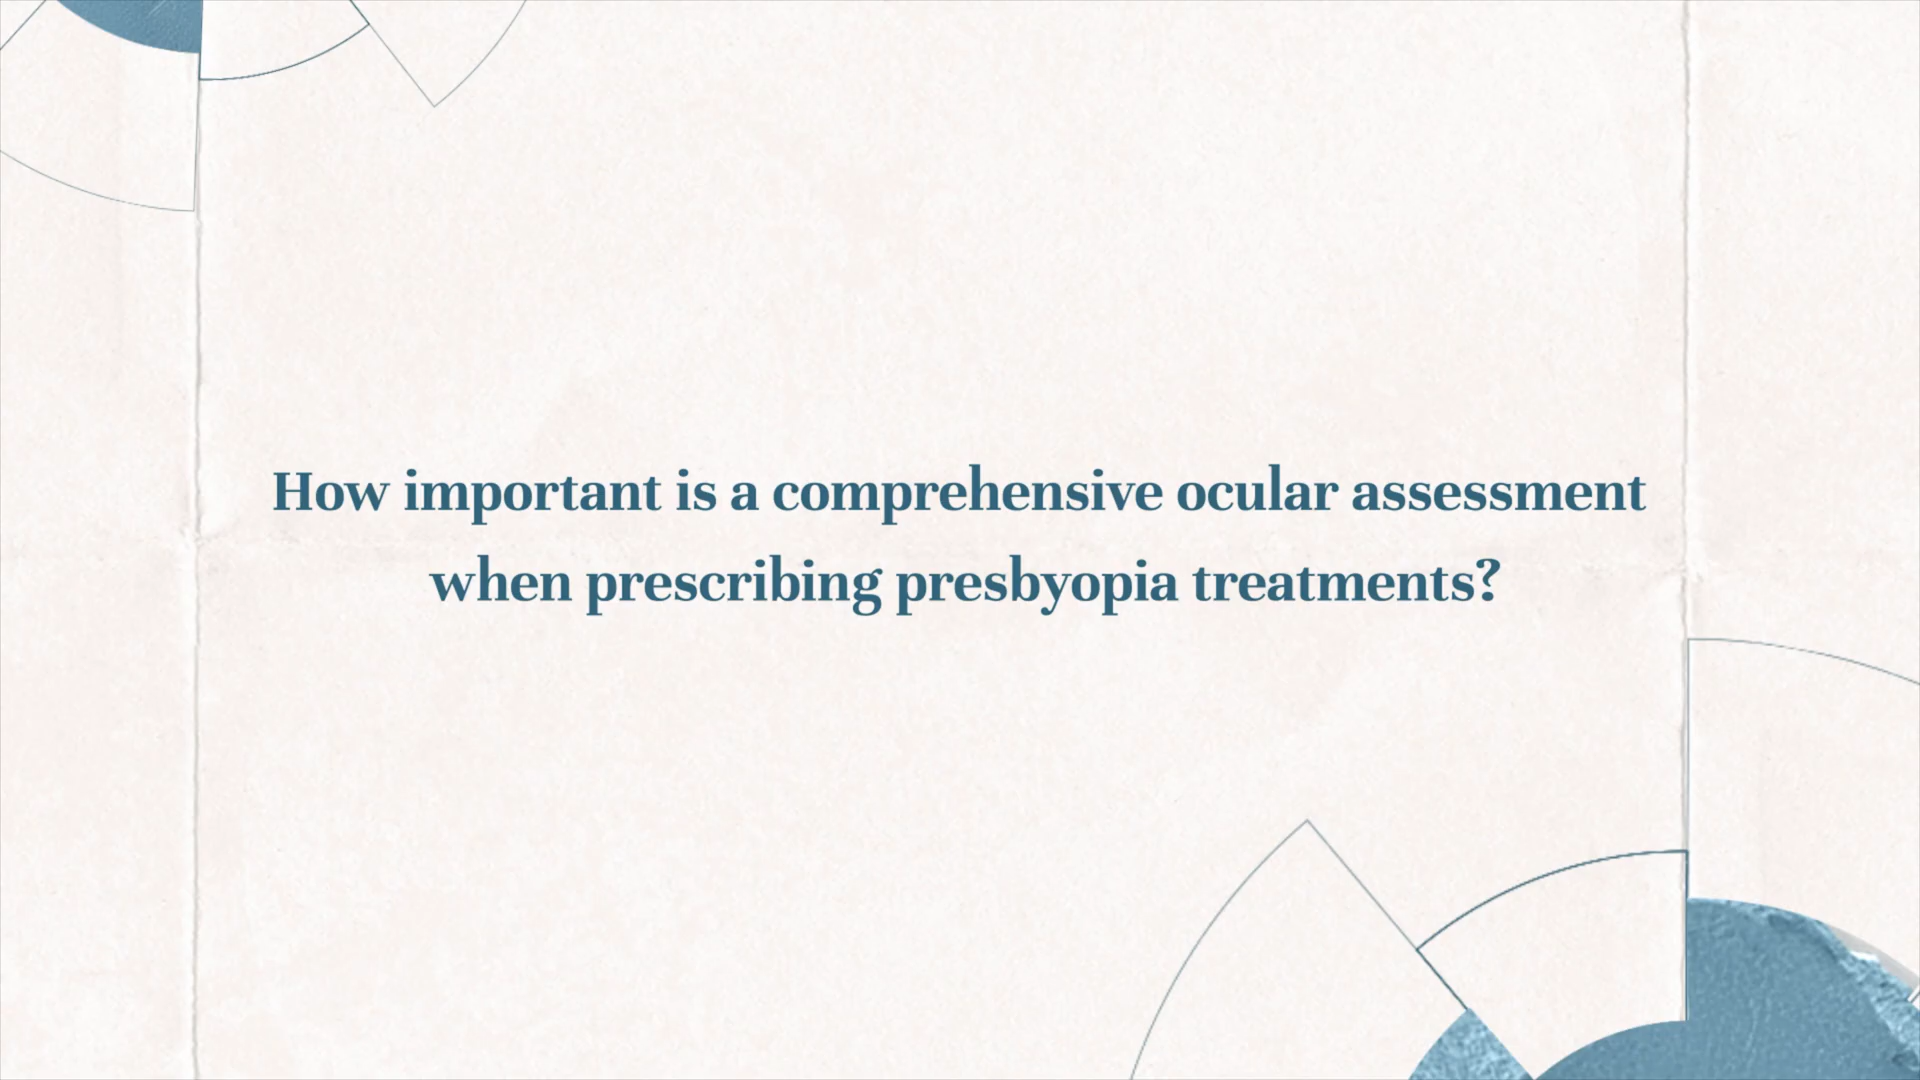 How important is a comprehensive ocular assessment
when prescribing presbyopia treatments?